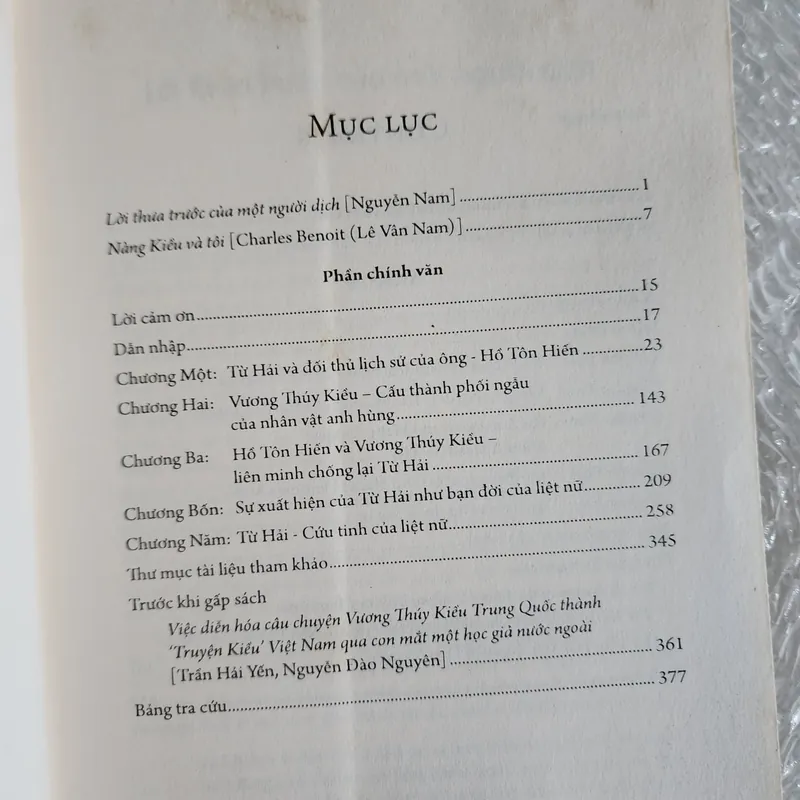 MỤC LỤC
Lời thưa trước của một người dịch [Nguyễn Nam] ........ 1
Nàng Kiều và tôi [Charles Benoit (Lê Vân Nam)] ........ 7
Phần chính văn
Lời cảm ơn ........ 15
Dẫn nhập ........ 17
Chương Một: Từ Hải và đối thủ lịch sử của ông - Hồ Tôn Hiến ........ 23
Chương Hai: Vương Thúy Kiều – Cấu thành phối ngẫu
của nhân vật anh hùng ........ 143
Chương Ba: Hồ Tôn Hiến và Vương Thúy Kiều –
liên minh chống lại Từ Hải ........ 167
Chương Bốn: Sự xuất hiện của Từ Hải như bạn đời của liệt nữ ........ 209
Chương Năm: Từ Hải - Cứu tinh của liệt nữ ........ 258
Thư mục tài liệu tham khảo ........ 345
Trước khi gấp sách
Việc diễn hóa câu chuyện Vương Thúy Kiều Trung Quốc thành
‘Truyện Kiều’ Việt Nam qua con mắt một học giả nước ngoài
[Trần Hải Yến, Nguyễn Đào Nguyên] ........ 361
Bảng tra cứu ........ 377